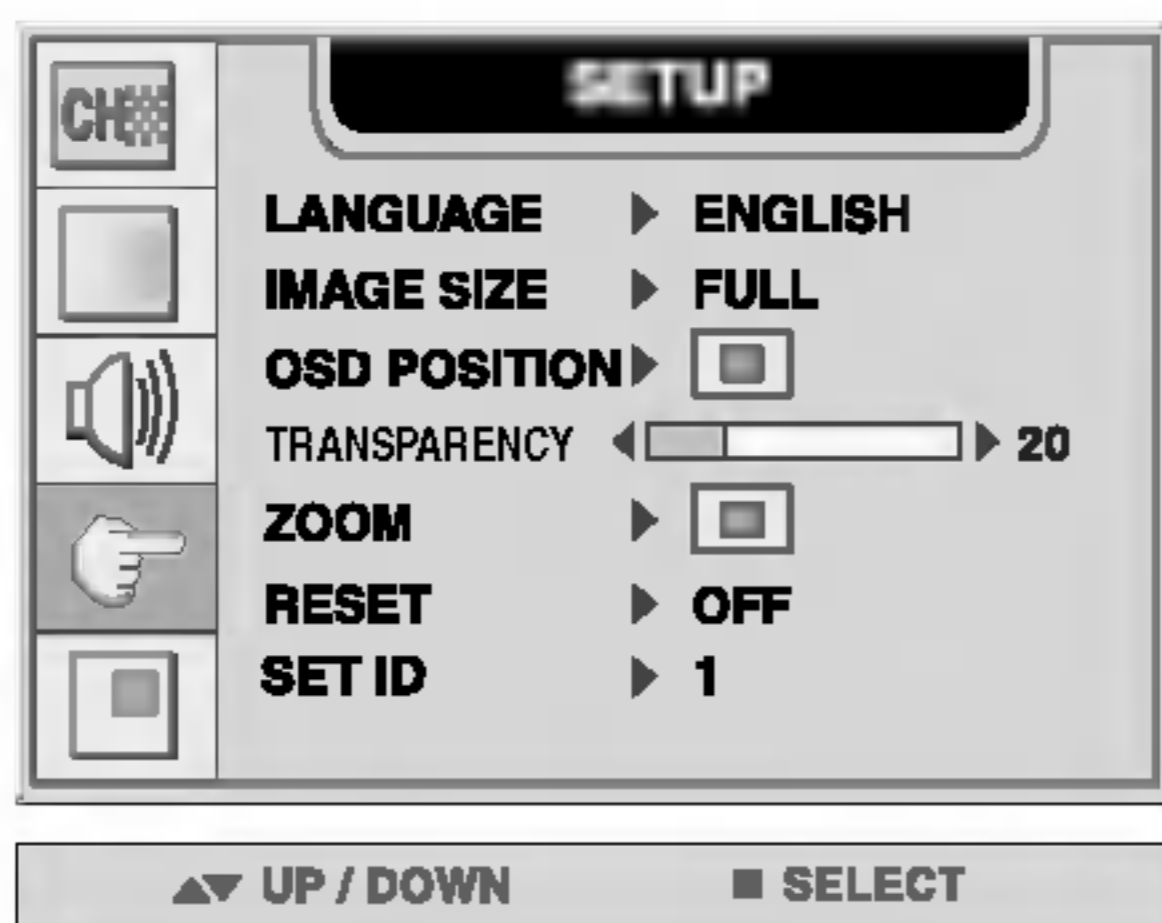 SETUP
CH
LANGUAGE ENGLISH
IMAGE SIZE FULL
OSD POSITION
TRANSPARENCY 20
ZOOM
RESET OFF
SET ID 1
UP / DOWN SELECT